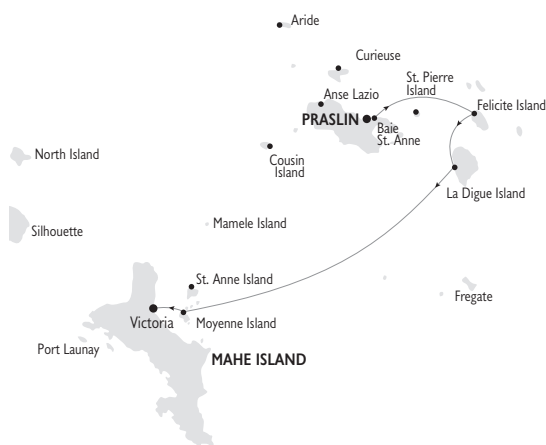 Aride
Curieuse
St. Pierre
Island
Anse Lazio
Felicite Island
PRASLIN
Baie
St. Anne
North Island
Cousin
Island
La Digue Island
Mamele Island
Silhouette
St. Anne Island
Fregate
Victoria
Moyenne Island
Port Launay
MAHE ISLAND